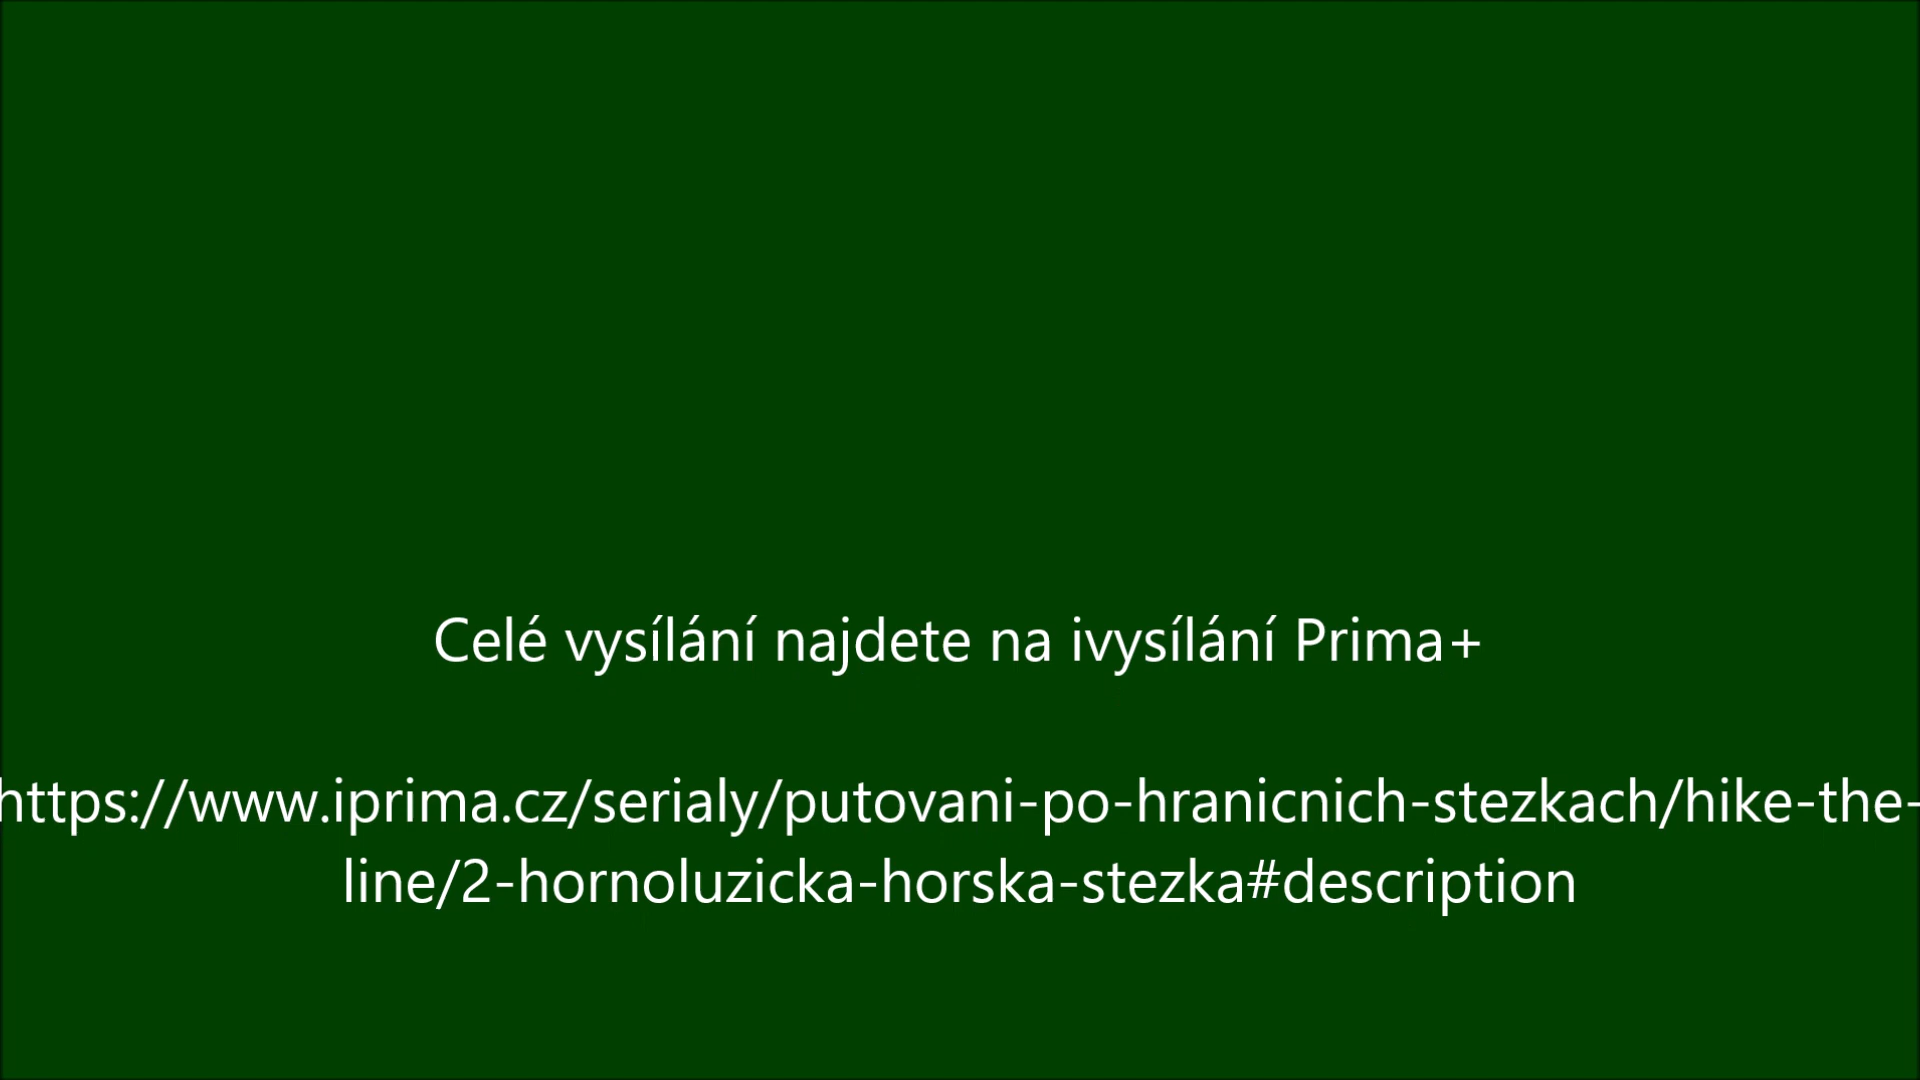 Celé vysílání najdete na ivysílání Prima+
https://www.iprima.cz/serialy/putovani-po-hranicnich-stezkach/hike-the-
line/2-hornoluzicka-horska-stezka#description